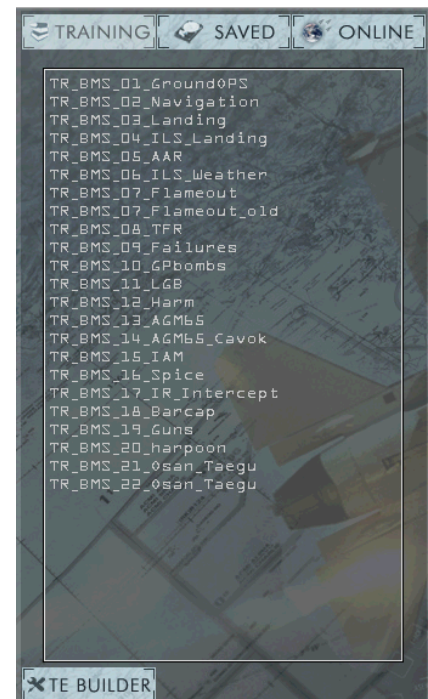 TRAINING SAVED ONLINE
TR_BMS_01_GroundOPS
TR_BMS_02_Navigation
TR_BMS_03_Landing
TR_BMS_04_ILS_Landing
TR_BMS_05_AAR
TR_BMS_06_ILS_Weather
TR_BMS_07_Flameout
TR_BMS_07_Flameout_old
TR_BMS_08_TFR
TR_BMS_09_Failures
TR_BMS_10_GPbombs
TR_BMS_11_LGB
TR_BMS_12_Harm
TR_BMS_13_AGM65
TR_BMS_14_AGM65_Cavok
TR_BMS_15_IAM
TR_BMS_16_Spice
TR_BMS_17_IR_Intercept
TR_BMS_18_Barcap
TR_BMS_19_Guns
TR_BMS_20_harpoon
TR_BMS_21_Osan_Taegu
TR_BMS_22_Osan_Taegu
TE BUILDER